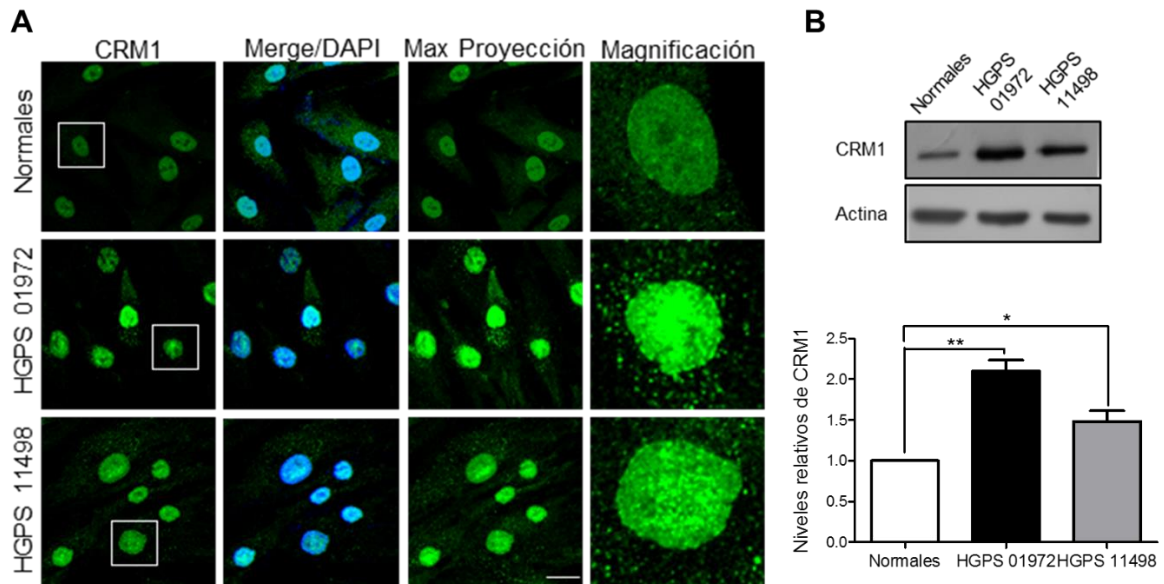 A
CRM1
Merge/DAPI
Max Proyección
Magnificación
Normales
HGPS 01972
HGPS 11498
B
Normales
HGPS
01972
HGPS
11498
CRM1
Actina
Niveles relativos de CRM1
2.5
2.0
1.5
1.0
0.5
0.0
**
*
Normales
HGPS 01972
HGPS 11498